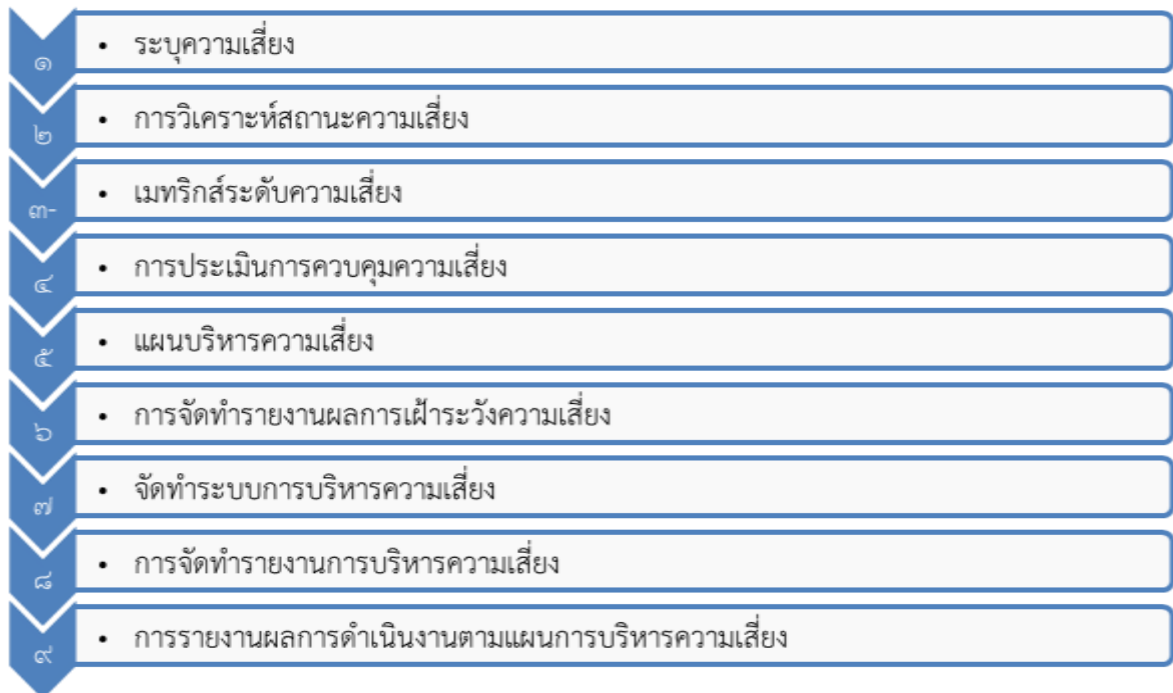 ๑ • ระบุความเสี่ยง
๒ • การวิเคราะห์สถานะความเสี่ยง
๓- • เมทริกส์ระดับความเสี่ยง
๔ • การประเมินการควบคุมความเสี่ยง
๕ • แผนบริหารความเสี่ยง
๖ • การจัดทำรายงานผลการเฝ้าระวังความเสี่ยง
๗ • จัดทำระบบการบริหารความเสี่ยง
๘ • การจัดทำรายงานการบริหารความเสี่ยง
๙ • การรายงานผลการดำเนินงานตามแผนการบริหารความเสี่ยง